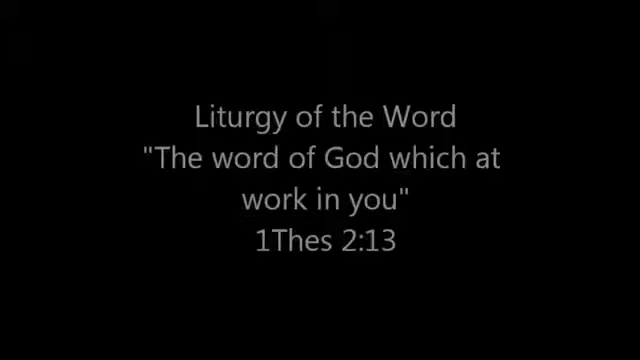 Liturgy of the Word
"The word of God which at
work in you"
1Thes 2:13